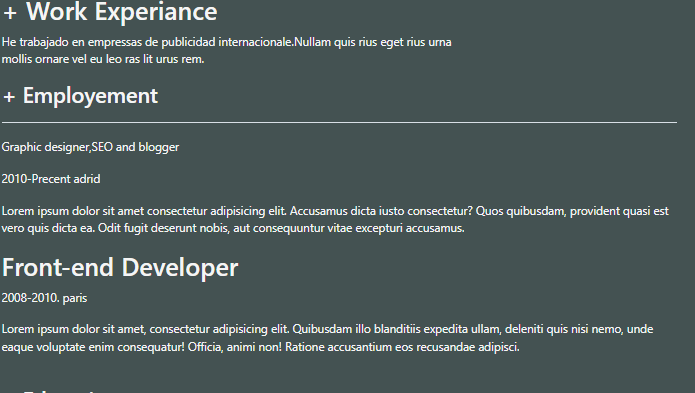 + Work Experiance
He trabajado en empressas de publicidad internacionale.Nullam quis rius eget rius urna
mollis ornare vel eu leo ras lit urus rem.
+ Employement
Graphic designer,SEO and blogger
2010-Precent adrid
Lorem ipsum dolor sit amet consectetur adipisicing elit. Accusamus dicta iusto consectetur? Quos quibusdam, provident quasi est
vero quis dicta ea. Odit fugit deserunt nobis, aut consequuntur vitae excepturi accusamus.
Front-end Developer
2008-2010. paris
Lorem ipsum dolor sit amet, consectetur adipisicing elit. Quibusdam illo blanditiis expedita ullam, deleniti quis nisi nemo, unde
eaque voluptate enim consequatur! Officia, animi non! Ratione accusantium eos recusandae adipisci.